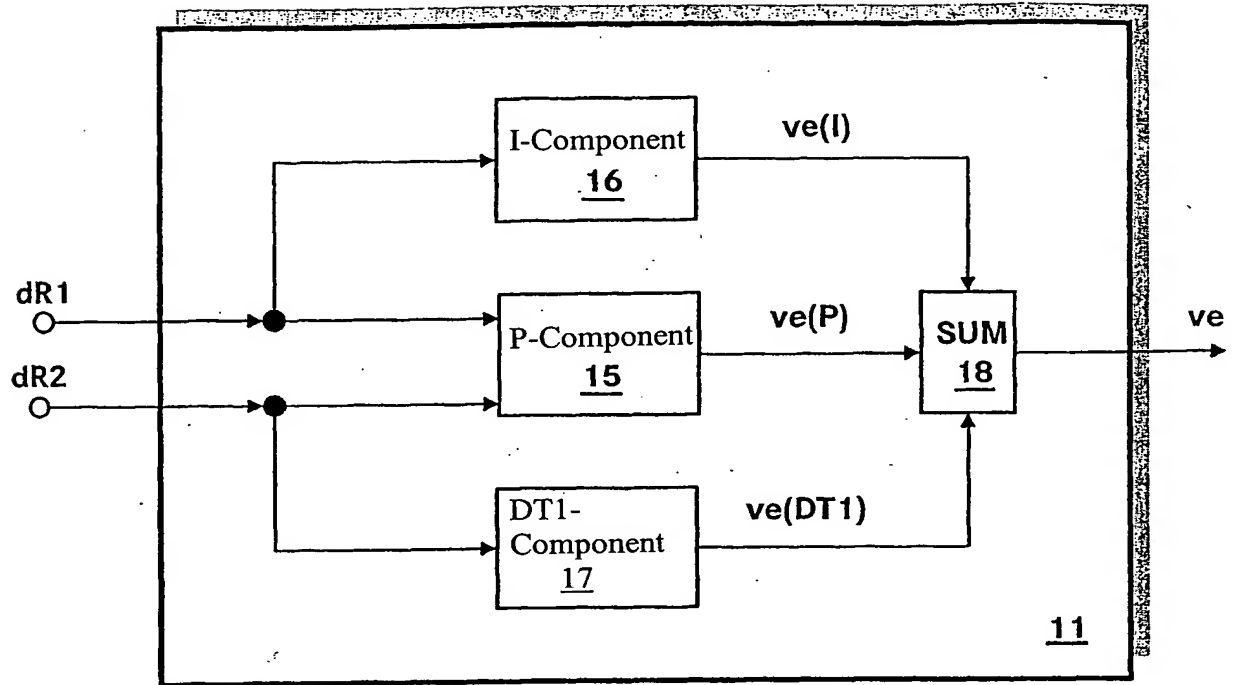 I-Component
16
ve(I)
dR1
P-Component
15
ve(P)
SUM
18
ve
dR2
DT1-
Component
17
ve(DT1)
11